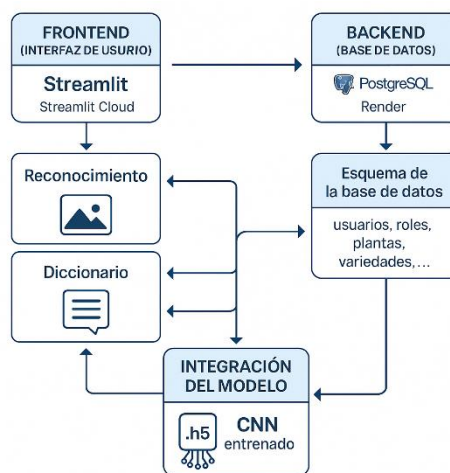 FRONTEND
(INTERFAZ DE USURIO)
Streamlit
Streamlit Cloud
BACKEND
(BASE DE DATOS)
PostgreSQL
Render
Reconocimiento
Diccionario
Esquema de
la base de datos
usuarios, roles,
plantas,
variedades,...
INTEGRACIÓN
DEL MODELO
.h5
CNN
entrenado